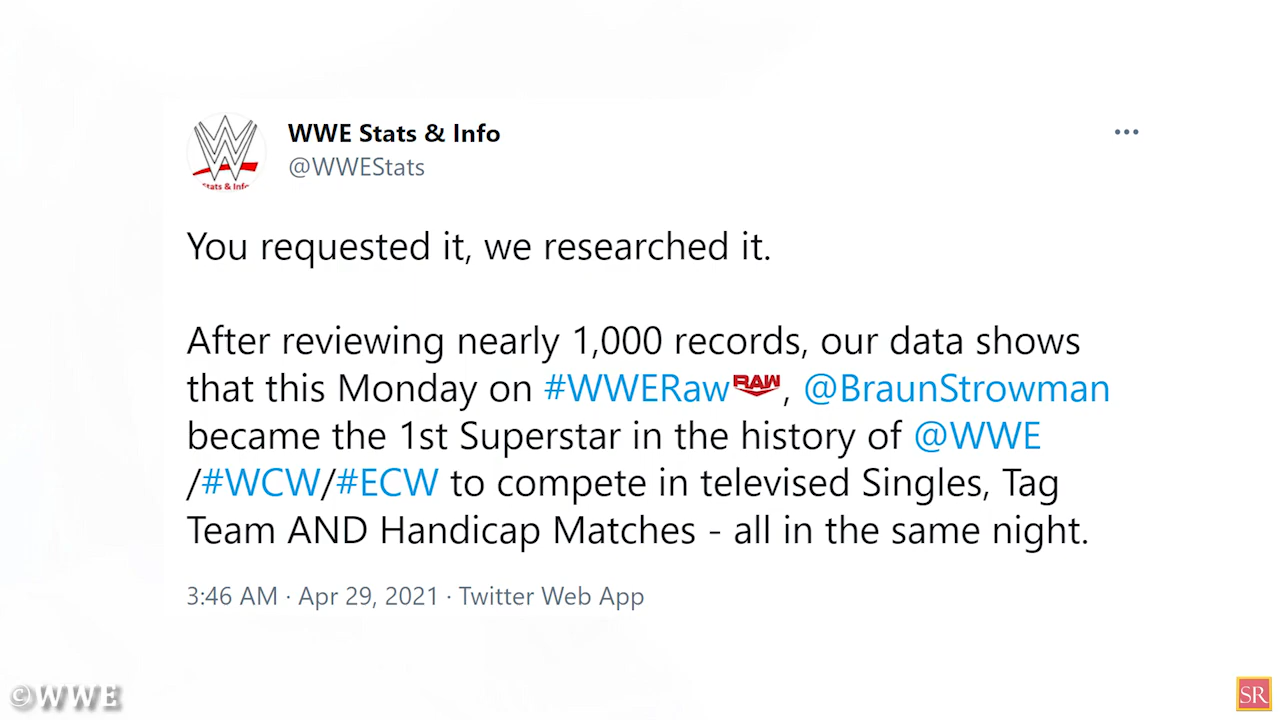 WWE Stats & Info
@WWEStats
Stats & Info
You requested it, we researched it.
After reviewing nearly 1,000 records, our data shows
that this Monday on #WWERaw RAW, @BraunStrowman
became the 1st Superstar in the history of @WWE
/#WCW/#ECW to compete in televised Singles, Tag
Team AND Handicap Matches - all in the same night.
3:46 AM · Apr 29, 2021 · Twitter Web App
©WWE
SR